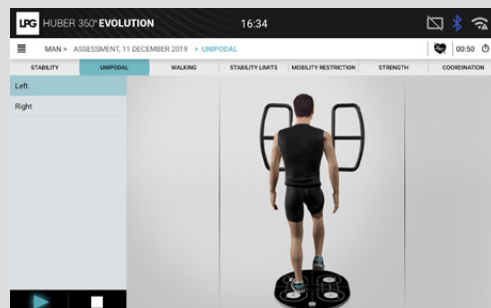 LPG HUBER 360° EVOLUTION 16:34
MAN > ASSESSMENT, 11 DECEMBER 2019 > UNIPODAL 00:50
STABILITY UNIPODAL WALKING STABILITY LIMITS MOBILITY RESTRICTION STRENGTH COORDINATION
Left
Right